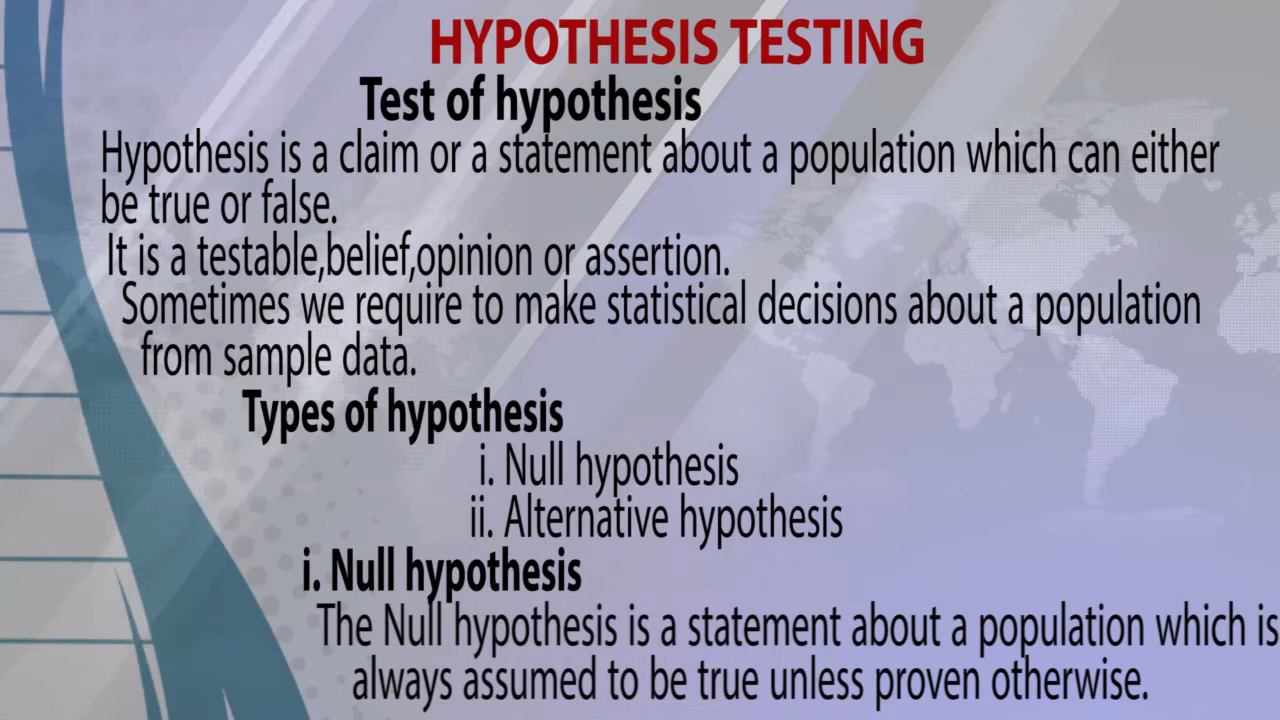 HYPOTHESIS TESTING
Test of hypothesis
Hypothesis is a claim or a statement about a population which can either
be true or false.
It is a testable,belief,opinion or assertion.
Sometimes we require to make statistical decisions about a population
from sample data.
Types of hypothesis
i. Null hypothesis
ii. Alternative hypothesis
i. Null hypothesis
The Null hypothesis is a statement about a population which is
always assumed to be true unless proven otherwise.